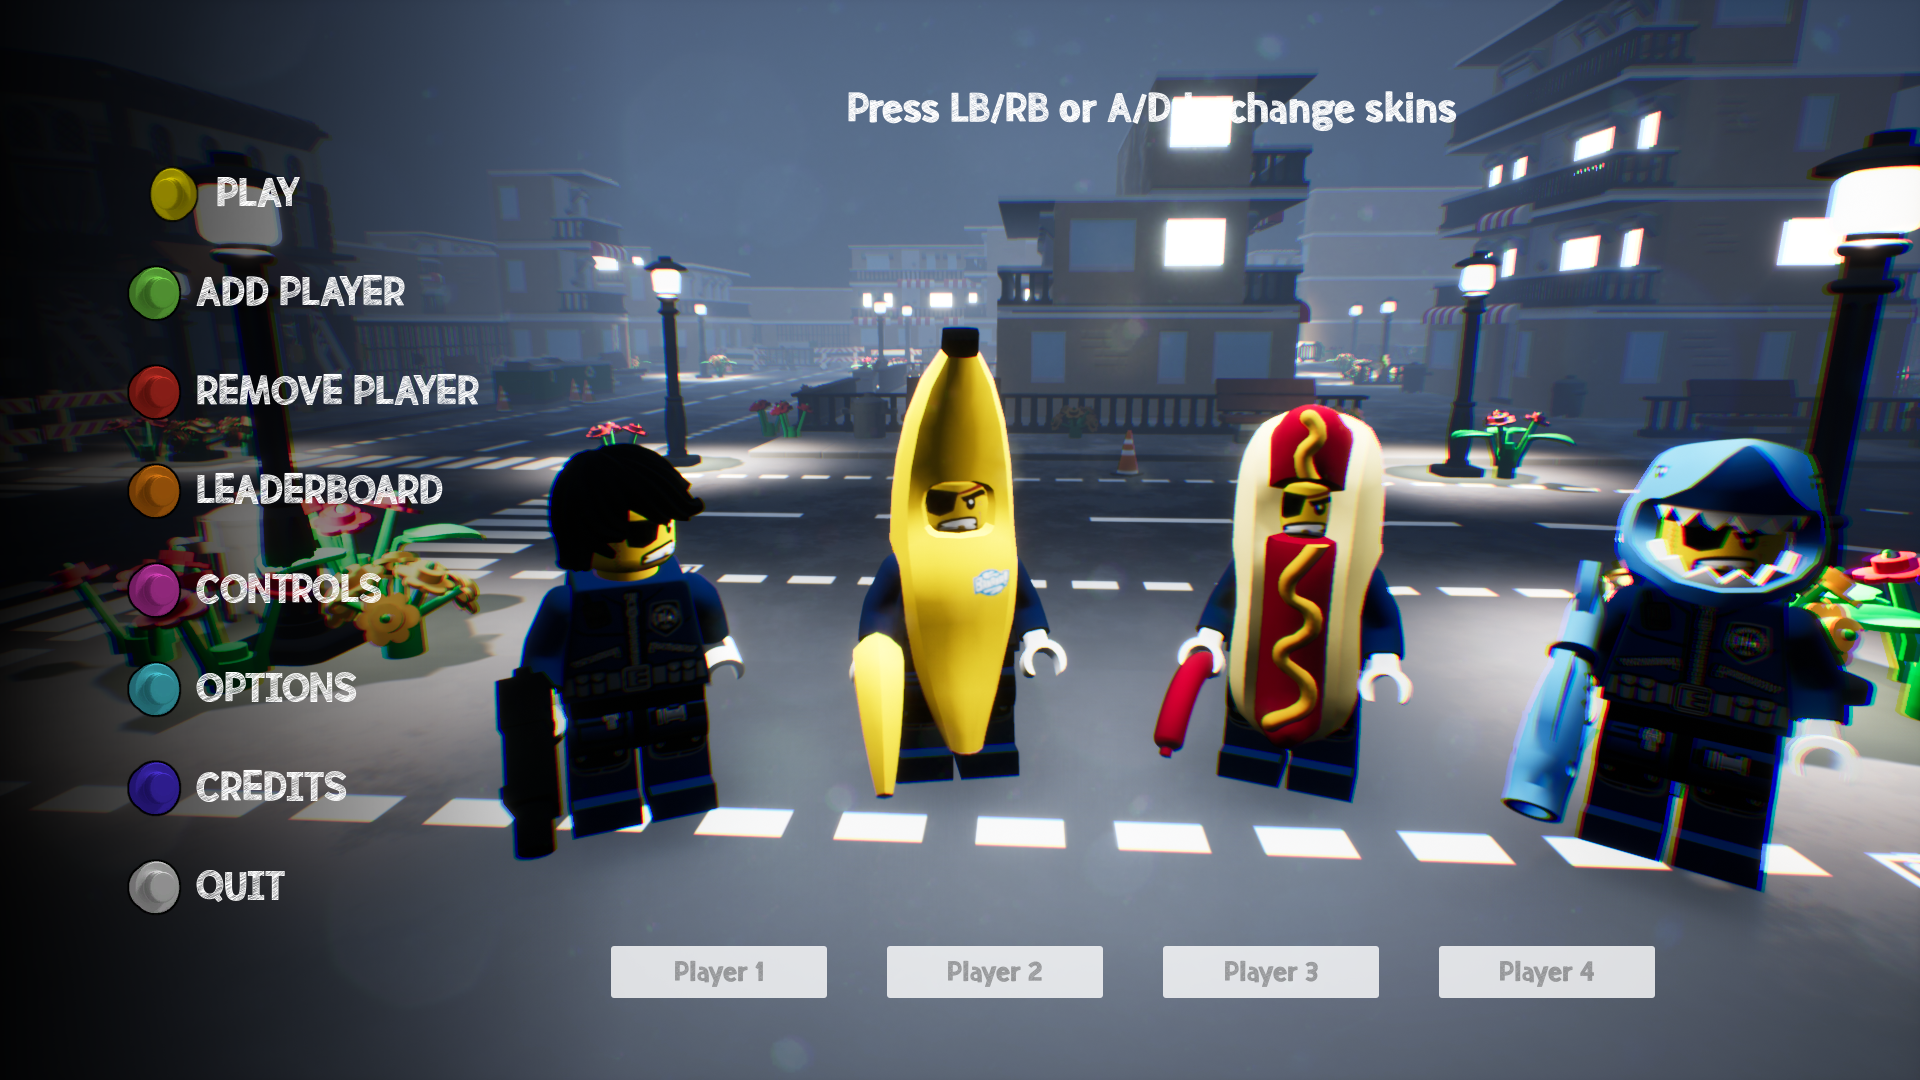 Press LB/RB or A/D to change skins
PLAY
ADD PLAYER
REMOVE PLAYER
LEADERBOARD
CONTROLS
OPTIONS
CREDITS
QUIT
Player 1
Player 2
Player 3
Player 4